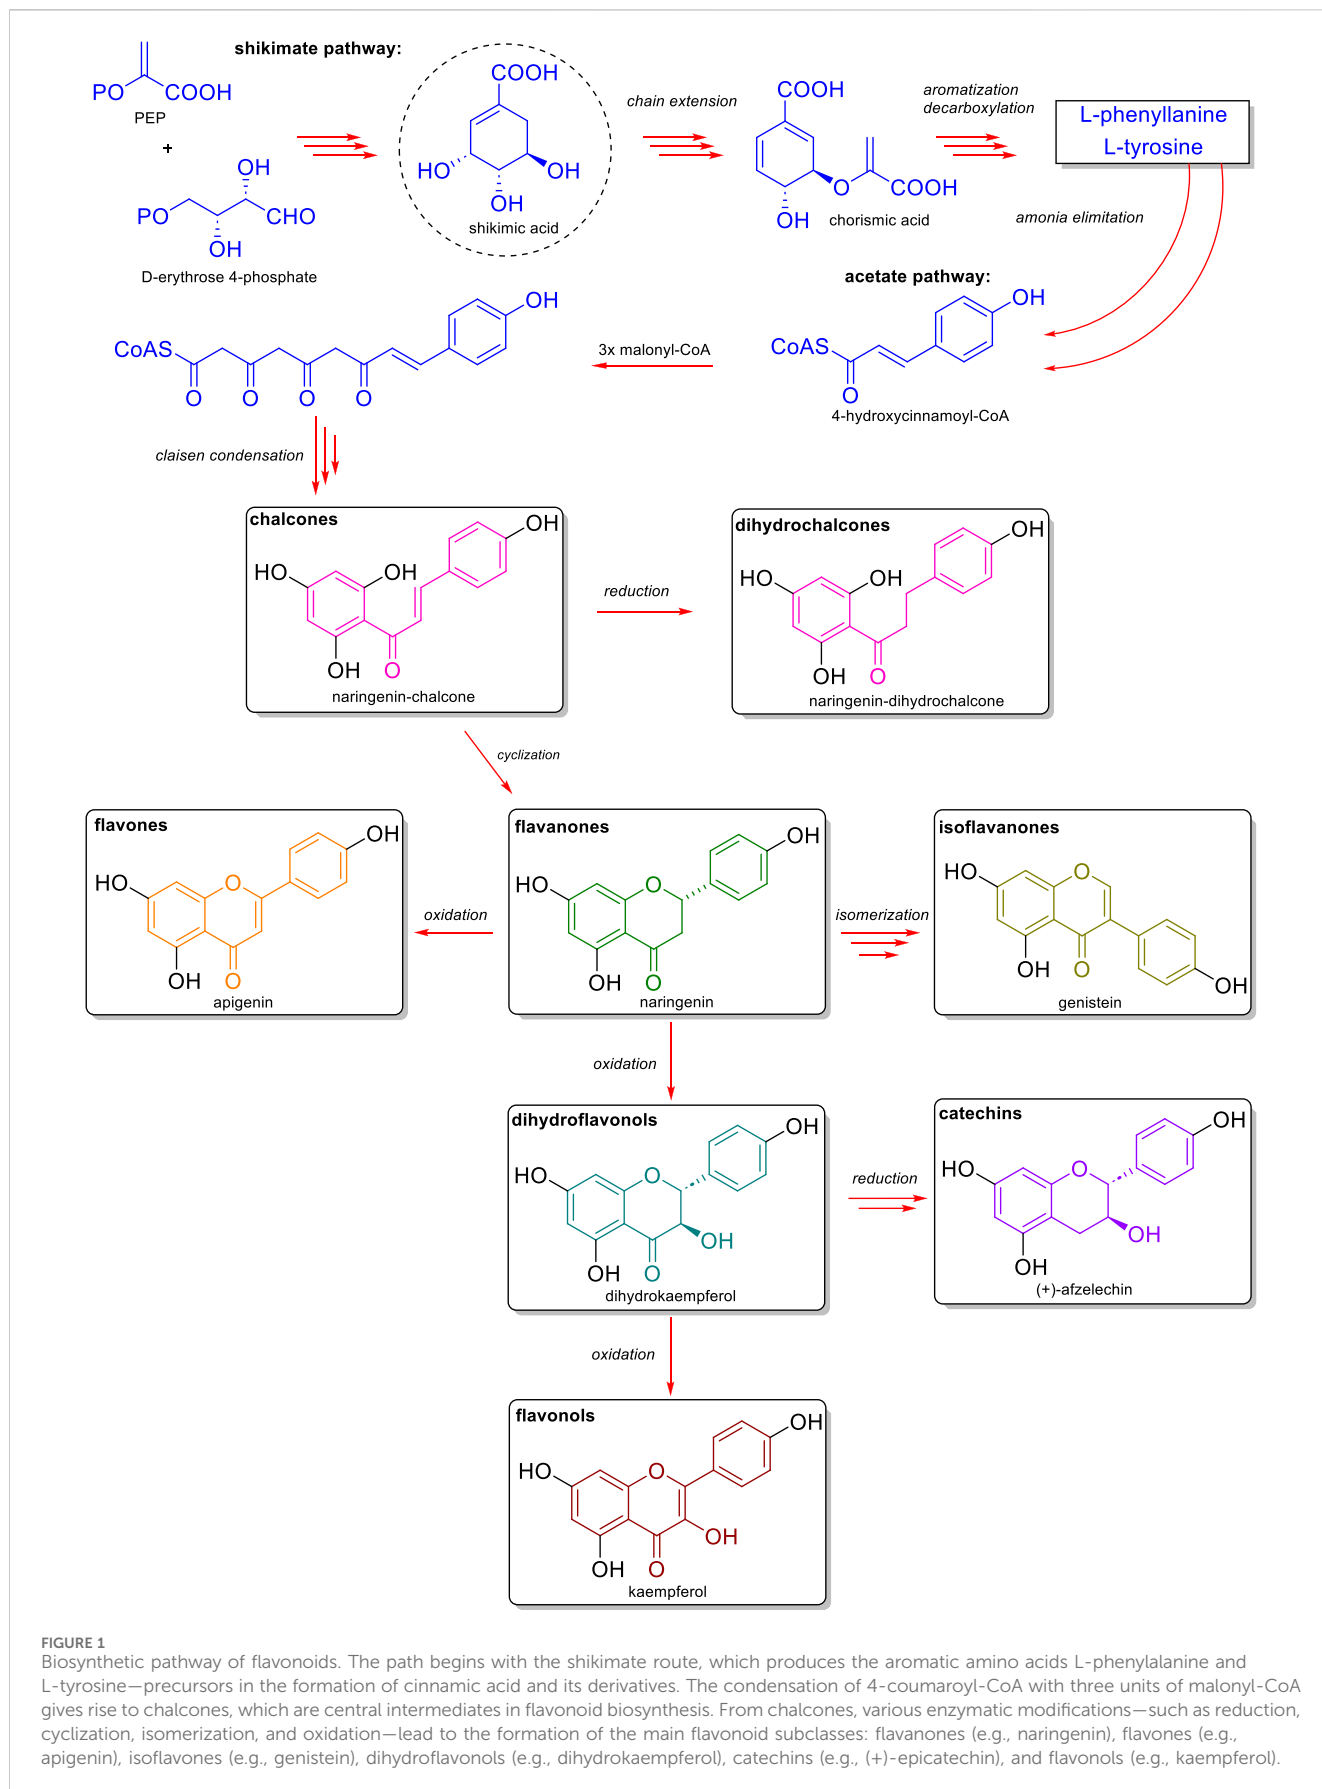 shikimate pathway:
PO
COOH
PEP
+
OH
PO
CHO
OH
D-erythrose 4-phosphate
COOH
OH
OH
OH
shikimic acid
chain extension
COOH
O
COOH
OH
chorismic acid
aromatization
decarboxylation
L-phenyllanine
L-tyrosine
amonia elimitation
acetate pathway:
OH
CoAS
O
4-hydroxycinnamoyl-CoA
3x malonyl-CoA
OH
CoAS
O
O
O
O
claisen condensation
chalcones
OH
HO
OH
OH
O
naringenin-chalcone
reduction
dihydrochalcones
OH
HO
OH
OH
O
naringenin-dihydrochalcone
cyclization
flavones
OH
HO
O
OH
O
apigenin
oxidation
flavanones
OH
HO
O
OH
O
naringenin
isomerization
isoflavanones
HO
O
OH
O
OH
genistein
oxidation
dihydroflavonols
OH
HO
O
OH
OH
O
dihydrokaempferol
reduction
catechins
OH
HO
O
OH
OH
(+)-afzelechin
oxidation
flavonols
OH
HO
O
OH
OH
O
kaempferol
FIGURE 1
Biosynthetic pathway of flavonoids. The path begins with the shikimate route, which produces the aromatic amino acids L-phenylalanine and
L-tyrosine—precursors in the formation of cinnamic acid and its derivatives. The condensation of 4-coumaroyl-CoA with three units of malonyl-CoA
gives rise to chalcones, which are central intermediates in flavonoid biosynthesis. From chalcones, various enzymatic modifications—such as reduction,
cyclization, isomerization, and oxidation—lead to the formation of the main flavonoid subclasses: flavanones (e.g., naringenin), flavones (e.g.,
apigenin), isoflavones (e.g., genistein), dihydroflavonols (e.g., dihydrokaempferol), catechins (e.g., (+)-epicatechin), and flavonols (e.g., kaempferol).